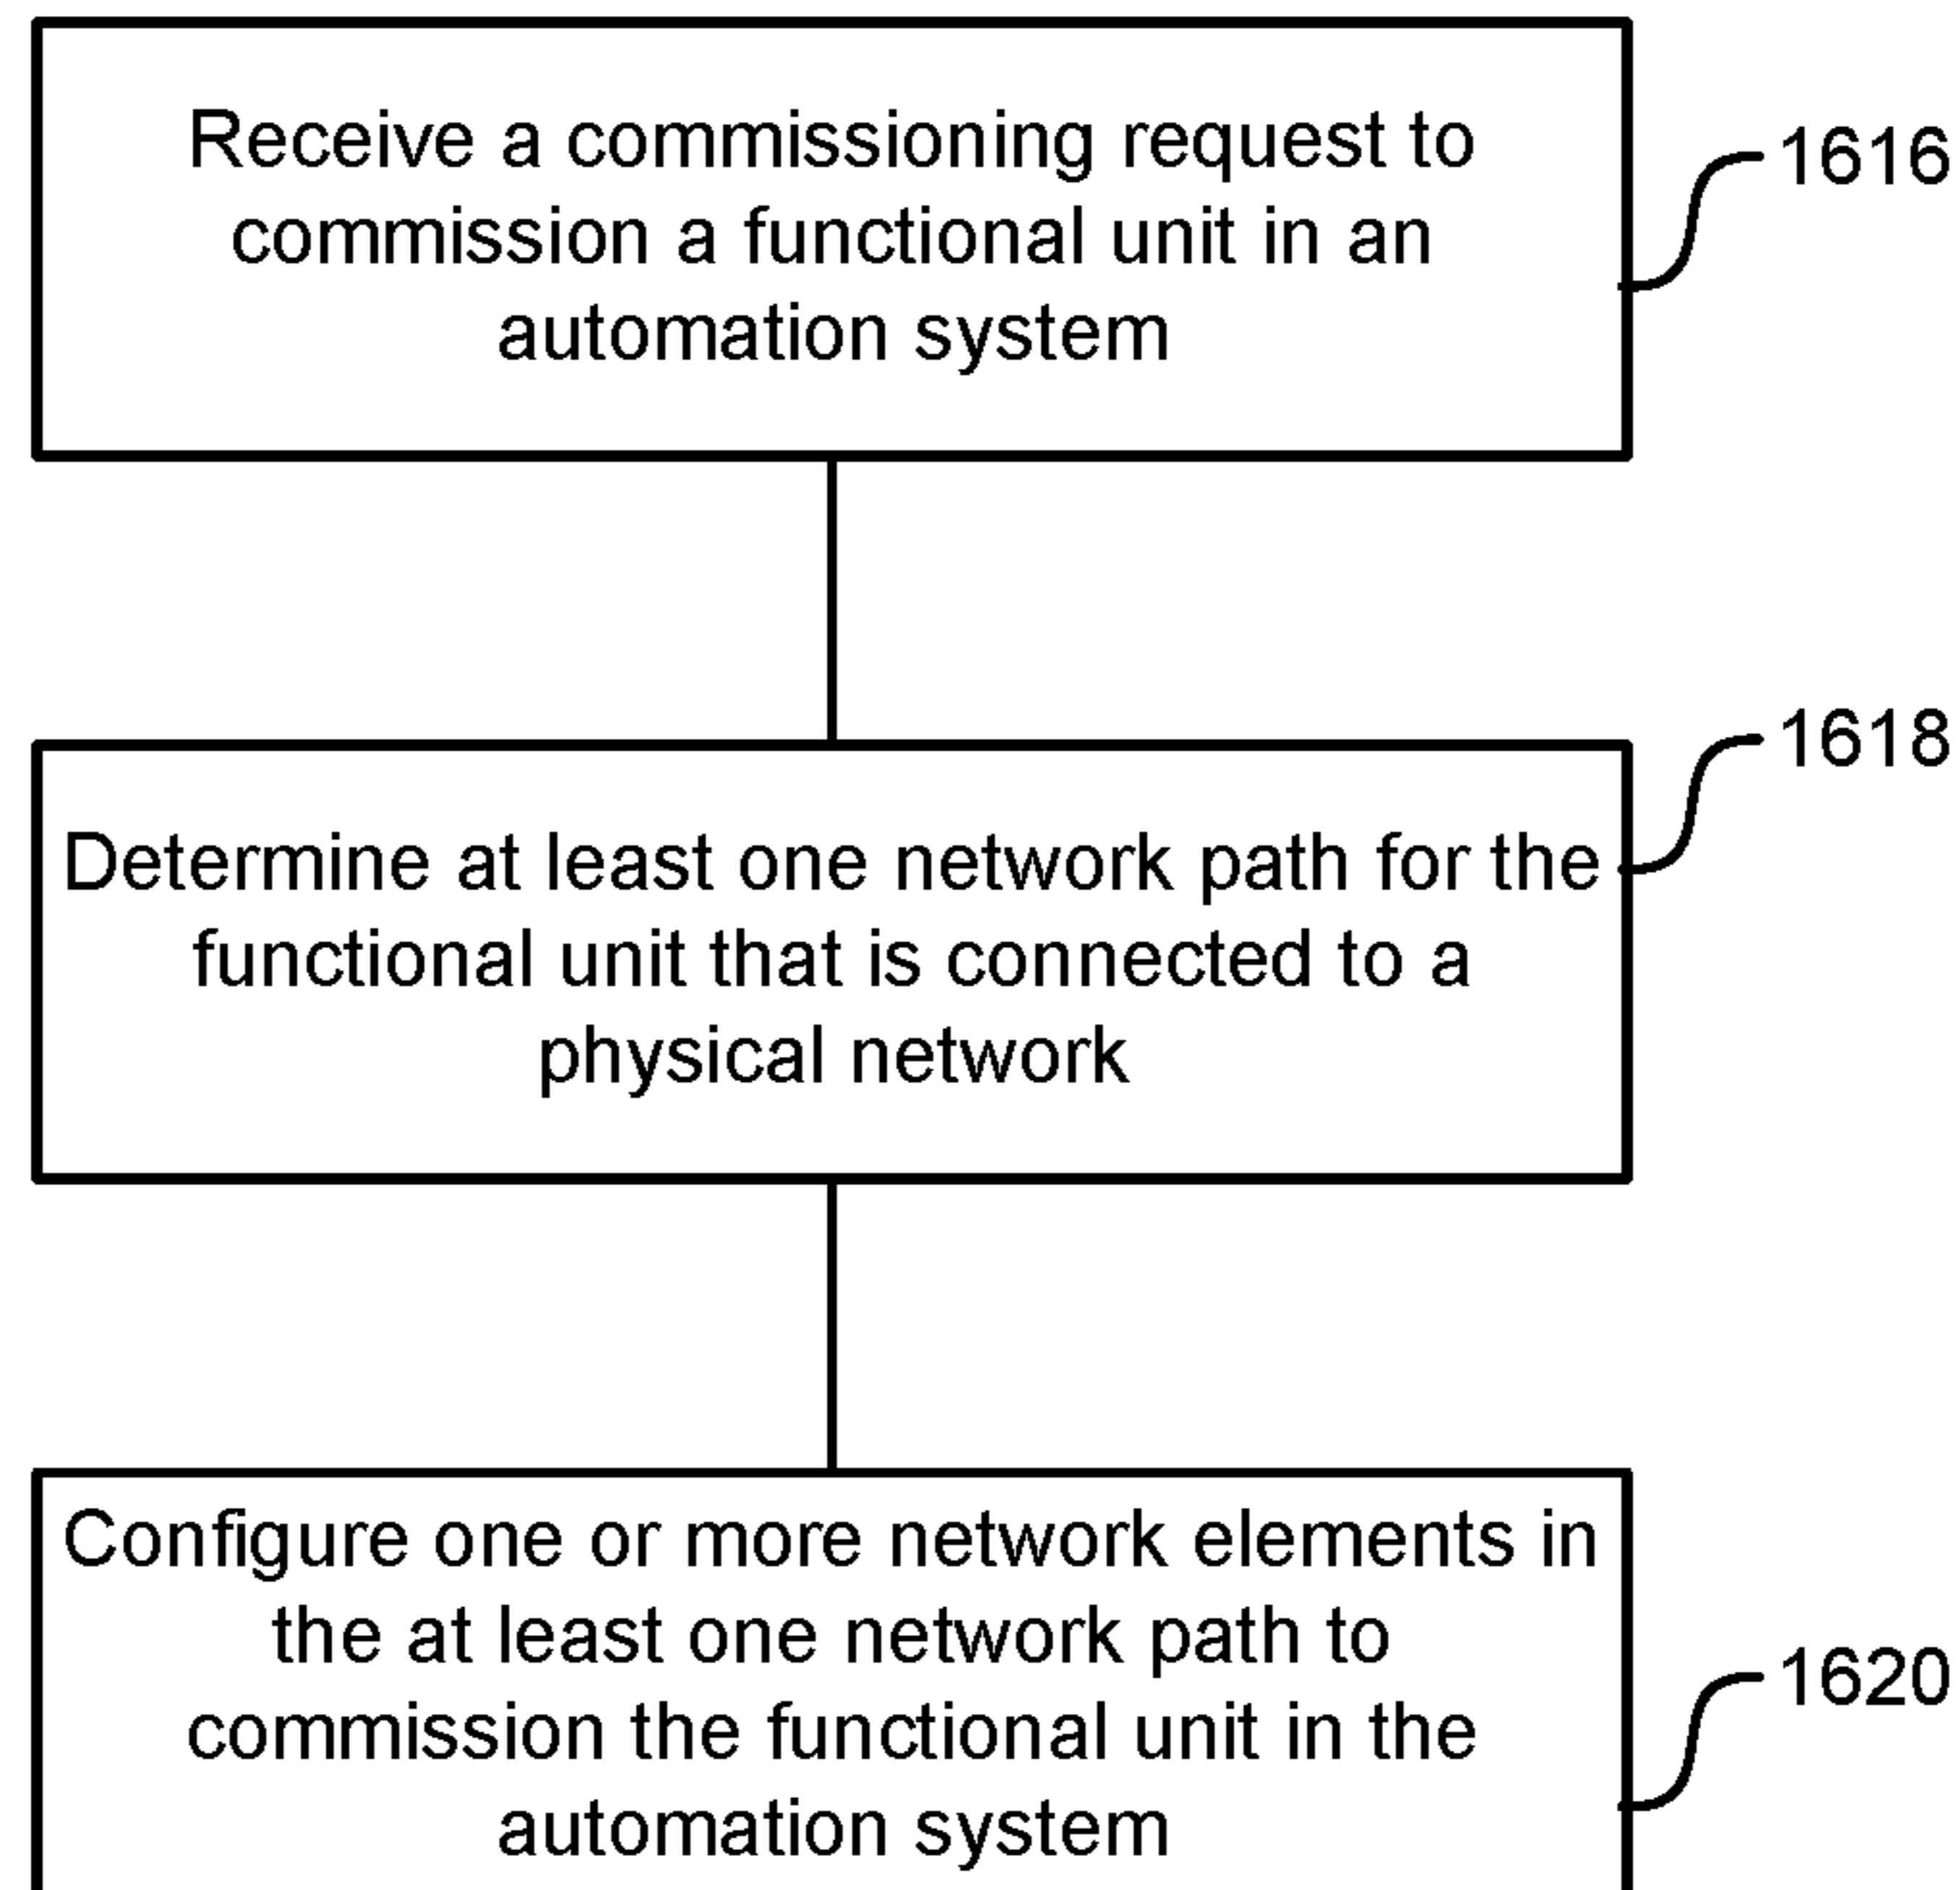 Receive a commissioning request to
commission a functional unit in an
automation system
1616
Determine at least one network path for the
functional unit that is connected to a
physical network
1618
Configure one or more network elements in
the at least one network path to
commission the functional unit in the
automation system
1620